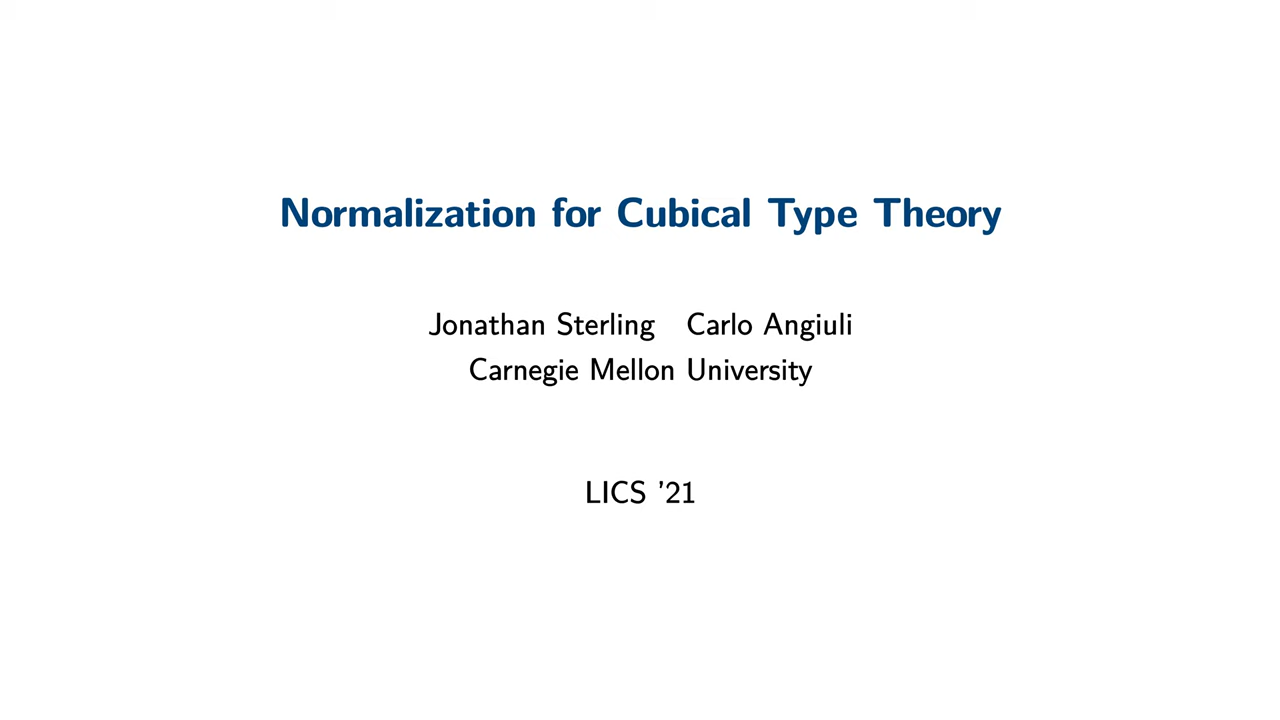 Normalization for Cubical Type Theory
Jonathan Sterling Carlo Angiuli
Carnegie Mellon University
LICS ’21